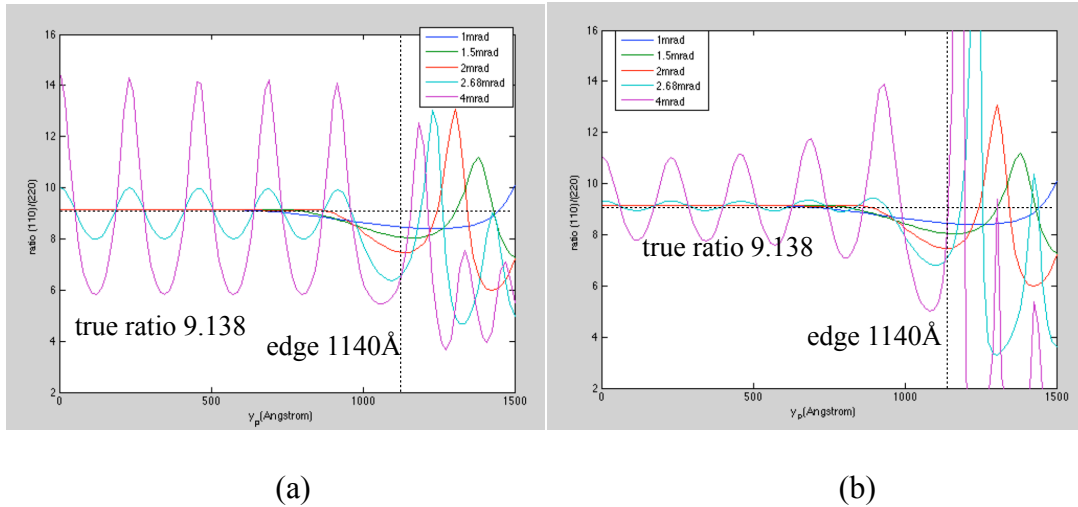 16
14
12
10
8
6
4
2
ratio (110)/(220)
1mrad
1.5mrad
2mrad
2.68mrad
4mrad
true ratio 9.138
edge 1140Å
0
500
1000
1500
y_p(Angstrom)
(a)
16
14
12
10
8
6
4
2
ratio (110)/(220)
1mrad
1.5mrad
2mrad
2.68mrad
4mrad
true ratio 9.138
edge 1140Å
0
500
1000
1500
y_p(Angstrom)
(b)